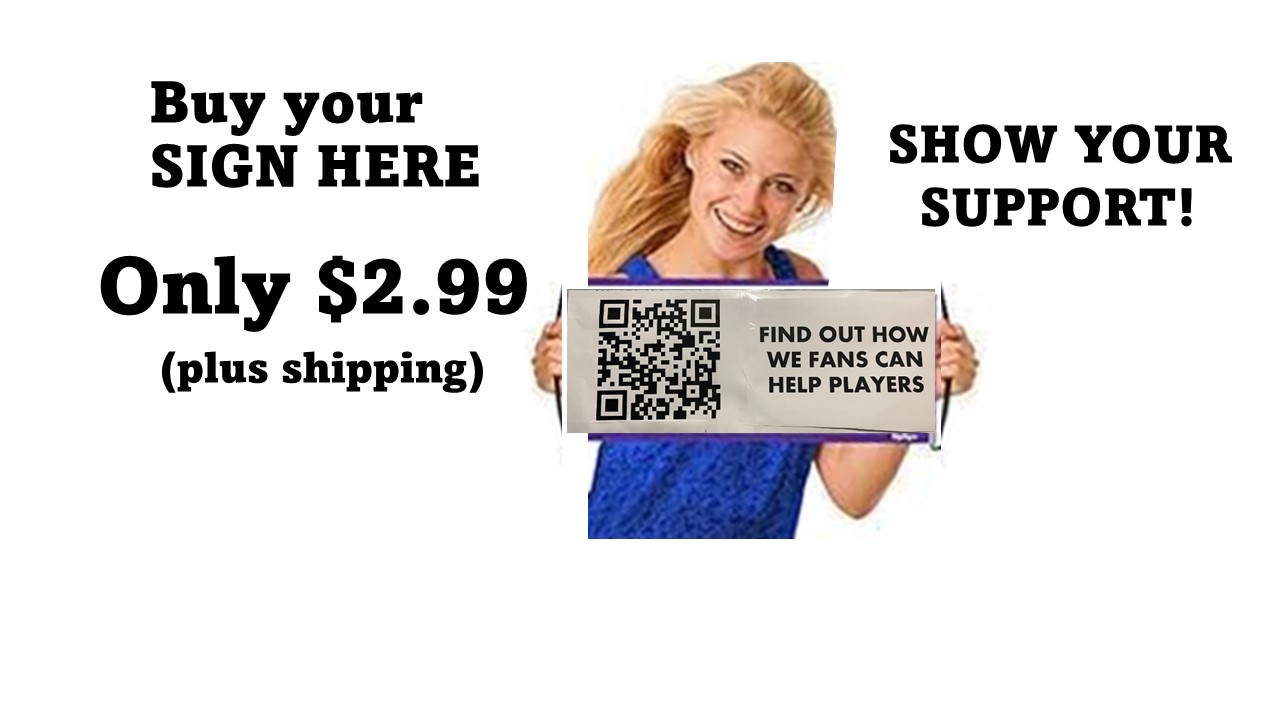 Buy your
SIGN HERE
Only $2.99
(plus shipping)
SHOW YOUR
SUPPORT!
FIND OUT HOW
WE FANS CAN
HELP PLAYERS